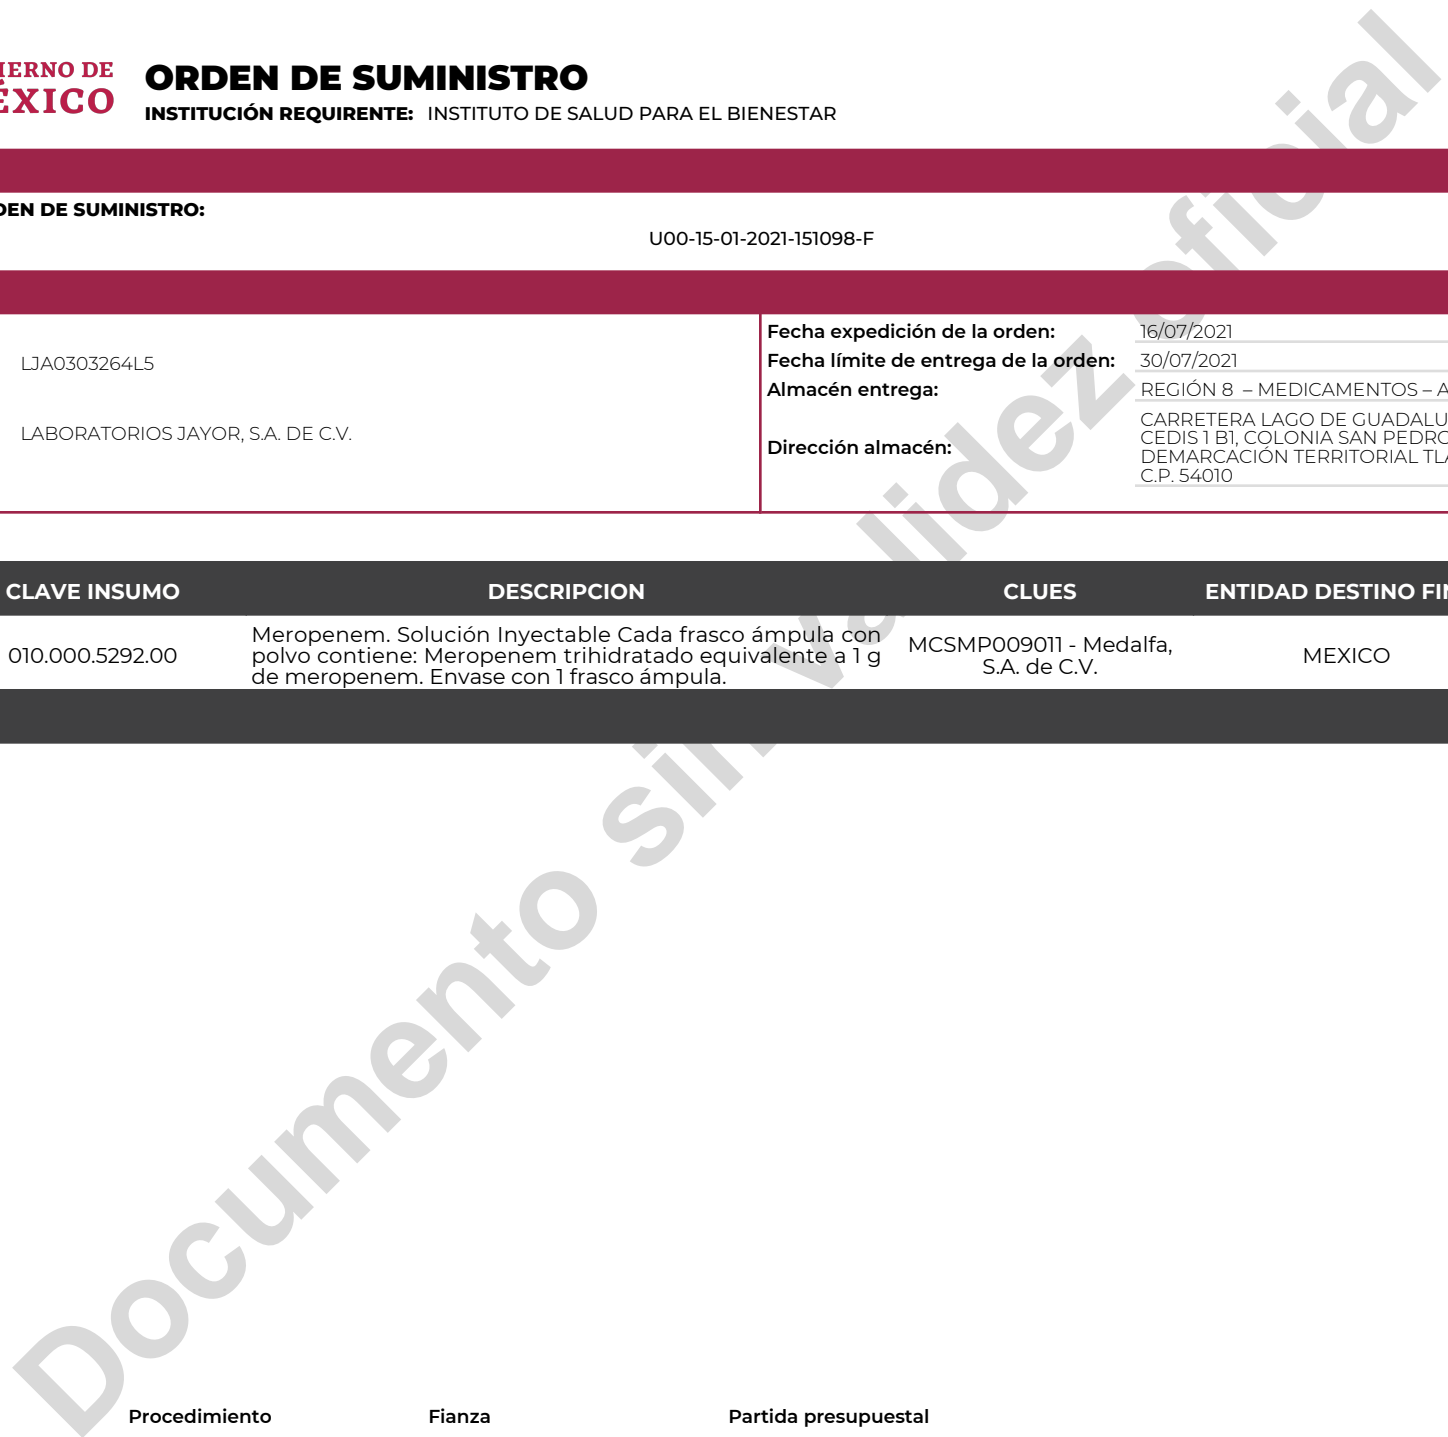 IERNO DE
ÉXICO
ORDEN DE SUMINISTRO
INSTITUCIÓN REQUIRENTE: INSTITUTO DE SALUD PARA EL BIENESTAR
DEN DE SUMINISTRO:
U00-15-01-2021-151098-F
LJA0303264L5
LABORATORIOS JAYOR, S.A. DE C.V.
Fecha expedición de la orden: 16/07/2021
Fecha límite de entrega de la orden: 30/07/2021
Almacén entrega: REGIÓN 8 – MEDICAMENTOS – A
Dirección almacén: CARRETERA LAGO DE GUADALU
CEDIS 1 B1, COLONIA SAN PEDRO
DEMARCACIÓN TERRITORIAL TLA
C.P. 54010
CLAVE INSUMO DESCRIPCION CLUES ENTIDAD DESTINO FIN
010.000.5292.00
Meropenem. Solución Inyectable Cada frasco ámpula con
polvo contiene: Meropenem trihidratado equivalente a 1 g
de meropenem. Envase con 1 frasco ámpula.
MCSMP009011 - Medalfa,
S.A. de C.V.
MEXICO
Documento sin validez oficial
Procedimiento Fianza Partida presupuestal